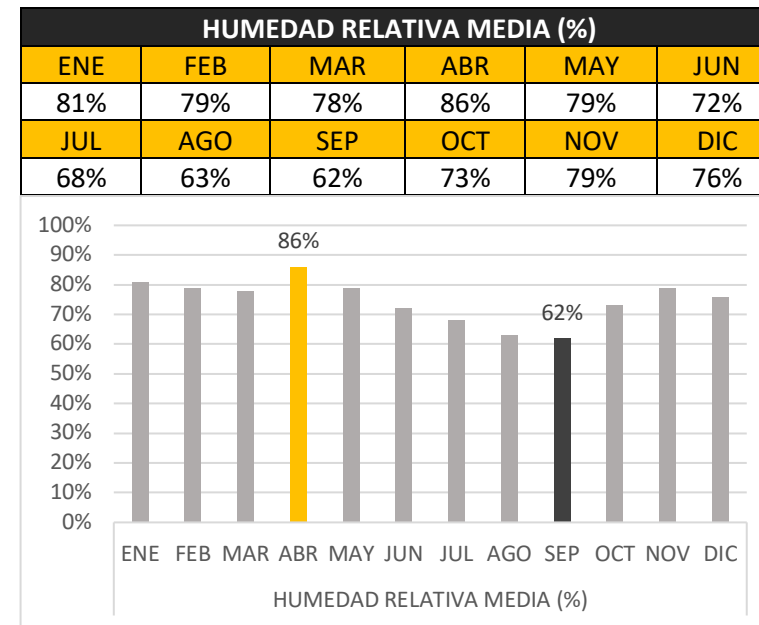 HUMEDAD RELATIVA MEDIA (%)
ENE FEB MAR ABR MAY JUN
81% 79% 78% 86% 79% 72%
JUL AGO SEP OCT NOV DIC
68% 63% 62% 73% 79% 76%
100%
90%
80%
70%
60%
50%
40%
30%
20%
10%
0%
86%
62%
ENE FEB MAR ABR MAY JUN JUL AGO SEP OCT NOV DIC
HUMEDAD RELATIVA MEDIA (%)